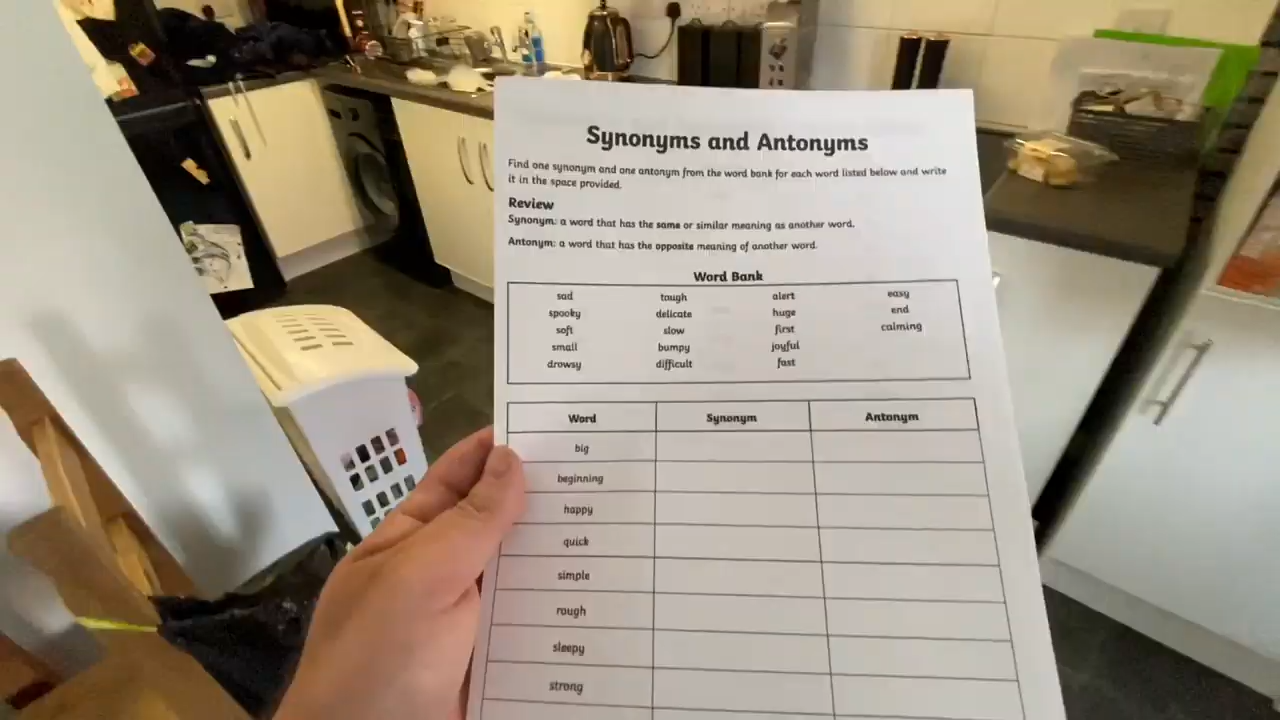 Synonyms and Antonyms
Find one synonym and one antonym from the word bank for each word listed below and write
it in the space provided.
Review
Synonym: a word that has the same or similar meaning as another word.
Antonym: a word that has the opposite meaning of another word.
Word Bank
sad tough alert easy
spooky delicate huge end
soft slow first calming
small bumpy joyful
drowsy difficult fast
Word Synonym Antonym
big
beginning
happy
quick
simple
rough
sleepy
strong